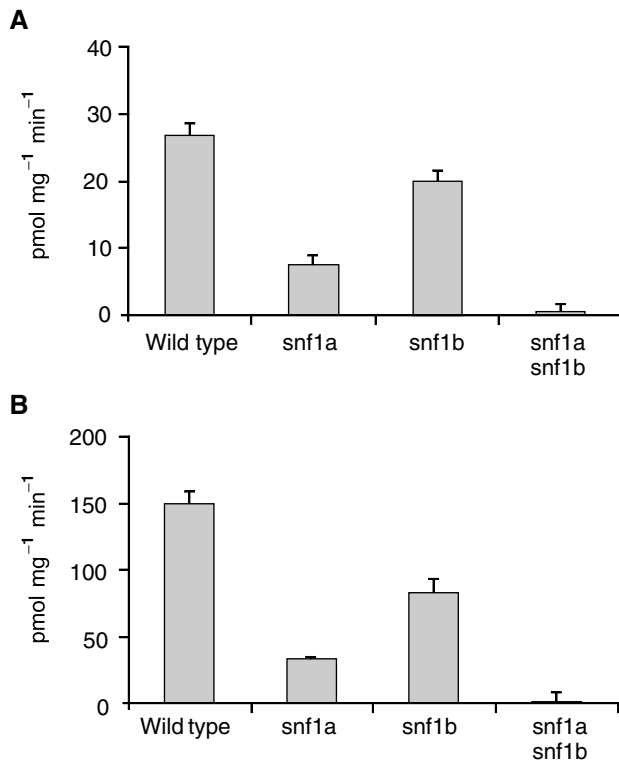 A
pmol mg⁻¹ min⁻¹
40
30
20
10
0
Wild type snf1a snf1b snf1a
snf1b
B
pmol mg⁻¹ min⁻¹
200
150
100
50
0
Wild type snf1a snf1b snf1a
snf1b